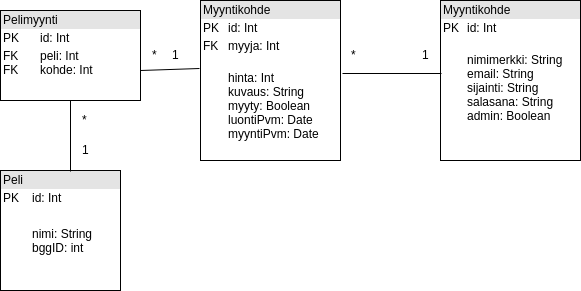 Pelimyynti
PK id: Int
FK peli: Int
FK kohde: Int
* 1
Myyntikohde
PK id: Int
FK myyja: Int
hinta: Int
kuvaus: String
myyty: Boolean
luontiPvm: Date
myyntiPvm: Date
* 1
Myyntikohde
PK id: Int
nimimerkki: String
email: String
sijainti: String
salasana: String
admin: Boolean
*
1
Peli
PK id: Int
nimi: String
bggID: int